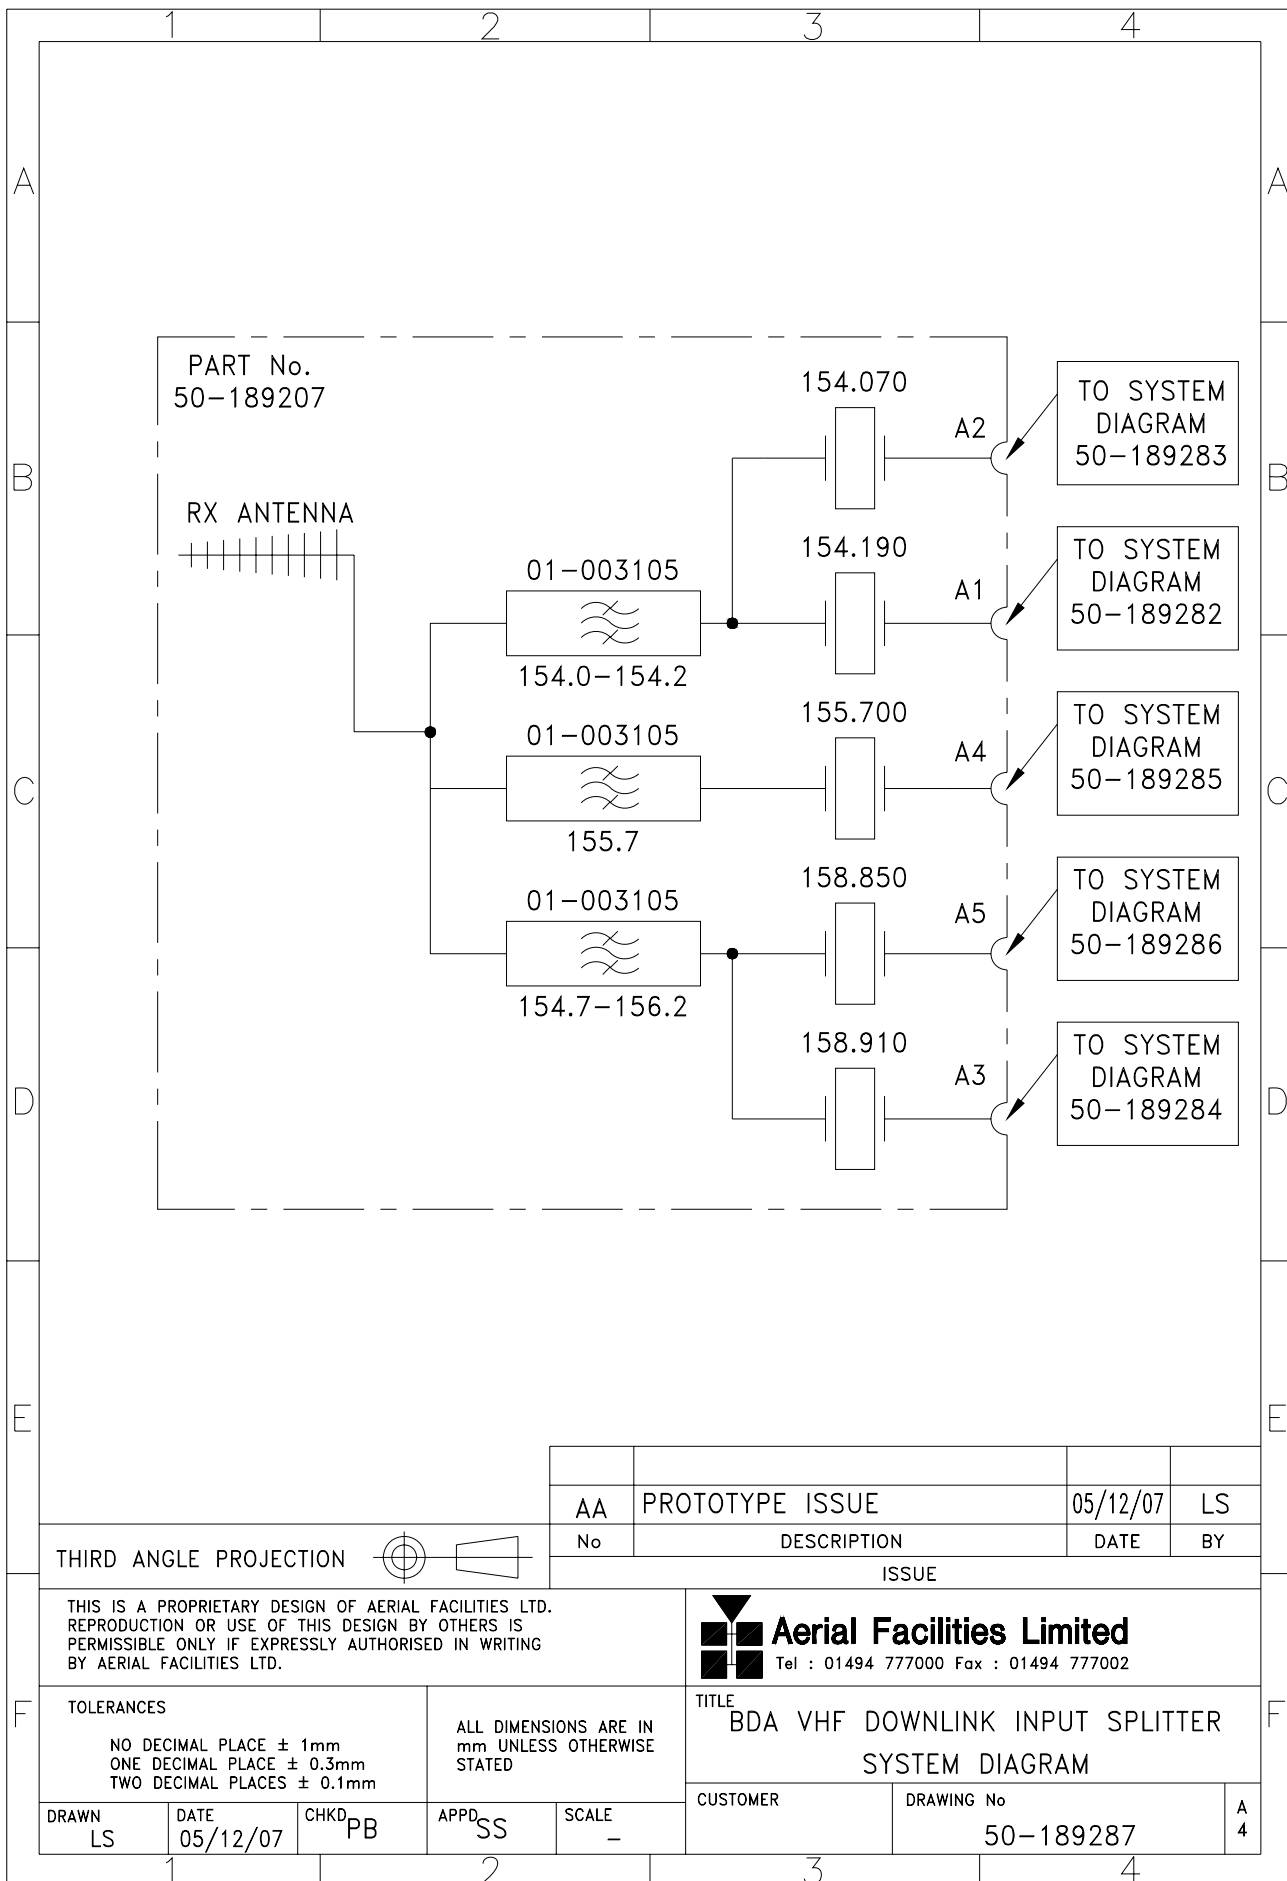 1 2 3 4
A A
PART No.
50-189207
154.070
A2
TO SYSTEM
DIAGRAM
50-189283
B B
RX ANTENNA
01-003105
154.0-154.2
154.190
A1
TO SYSTEM
DIAGRAM
50-189282
01-003105
155.7
155.700
A4
TO SYSTEM
DIAGRAM
50-189285
C C
01-003105
154.7-156.2
158.850
A5
TO SYSTEM
DIAGRAM
50-189286
158.910
A3
TO SYSTEM
DIAGRAM
50-189284
D D
E E
AA PROTOTYPE ISSUE 05/12/07 LS
No DESCRIPTION DATE BY
ISSUE
THIRD ANGLE PROJECTION
THIS IS A PROPRIETARY DESIGN OF AERIAL FACILITIES LTD.
REPRODUCTION OR USE OF THIS DESIGN BY OTHERS IS
PERMISSIBLE ONLY IF EXPRESSLY AUTHORISED IN WRITING
BY AERIAL FACILITIES LTD.
Aerial Facilities Limited
Tel : 01494 777000 Fax : 01494 777002
F F
TOLERANCES
NO DECIMAL PLACE ± 1mm
ONE DECIMAL PLACE ± 0.3mm
TWO DECIMAL PLACES ± 0.1mm
ALL DIMENSIONS ARE IN
mm UNLESS OTHERWISE
STATED
TITLE
BDA VHF DOWNLINK INPUT SPLITTER
SYSTEM DIAGRAM
DRAWN
LS
DATE
05/12/07
CHKD
PB
APPD
SS
SCALE
-
CUSTOMER
DRAWING No
50-189287
A
4
1 2 3 4